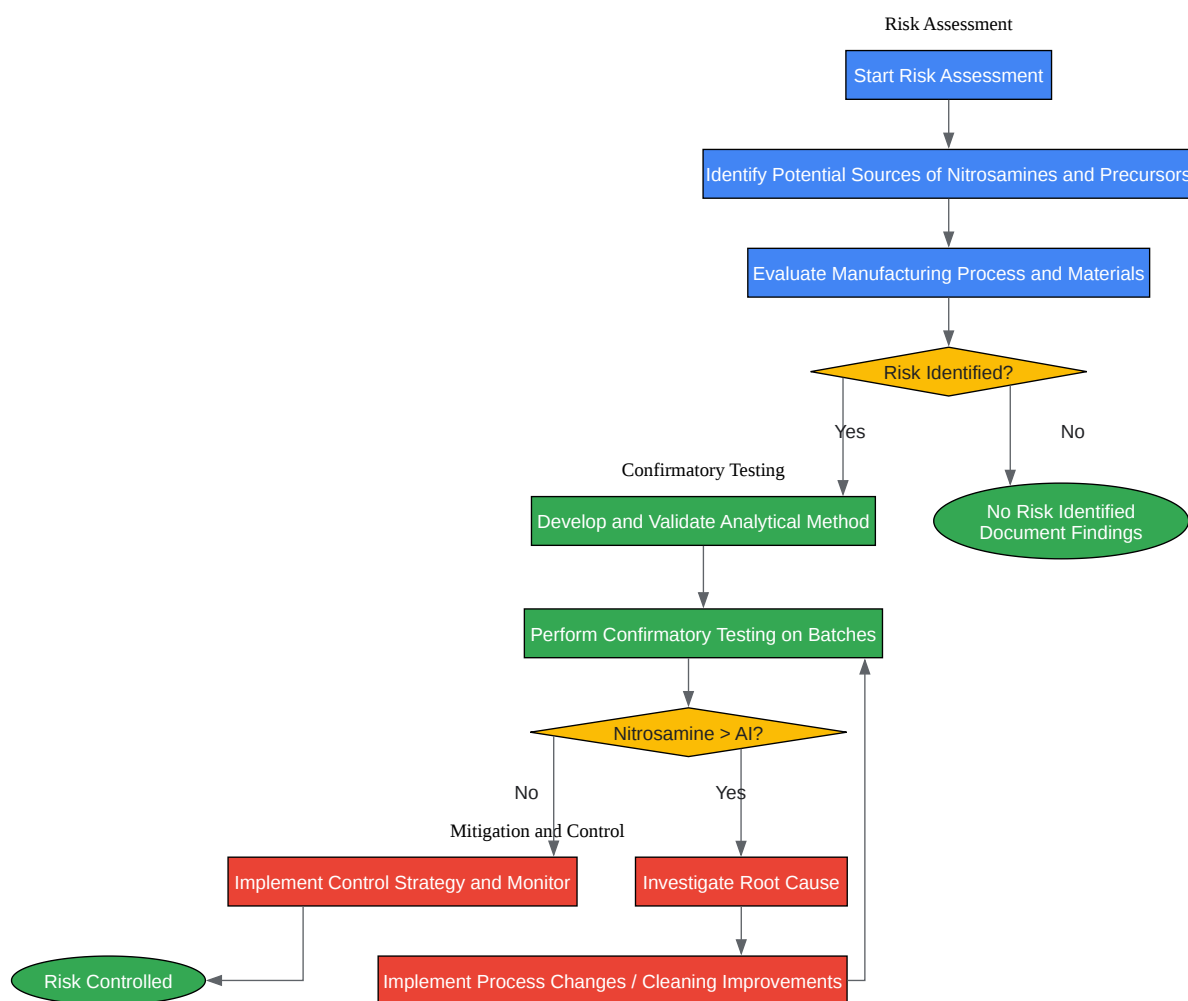 Risk Assessment
Start Risk Assessment
Identify Potential Sources of Nitrosamines and Precursors
Evaluate Manufacturing Process and Materials
Risk Identified?
Yes
No
Confirmatory Testing
No Risk Identified
Document Findings
Develop and Validate Analytical Method
Perform Confirmatory Testing on Batches
Nitrosamine > AI?
No
Yes
Mitigation and Control
Implement Control Strategy and Monitor
Investigate Root Cause
Risk Controlled
Implement Process Changes / Cleaning Improvements